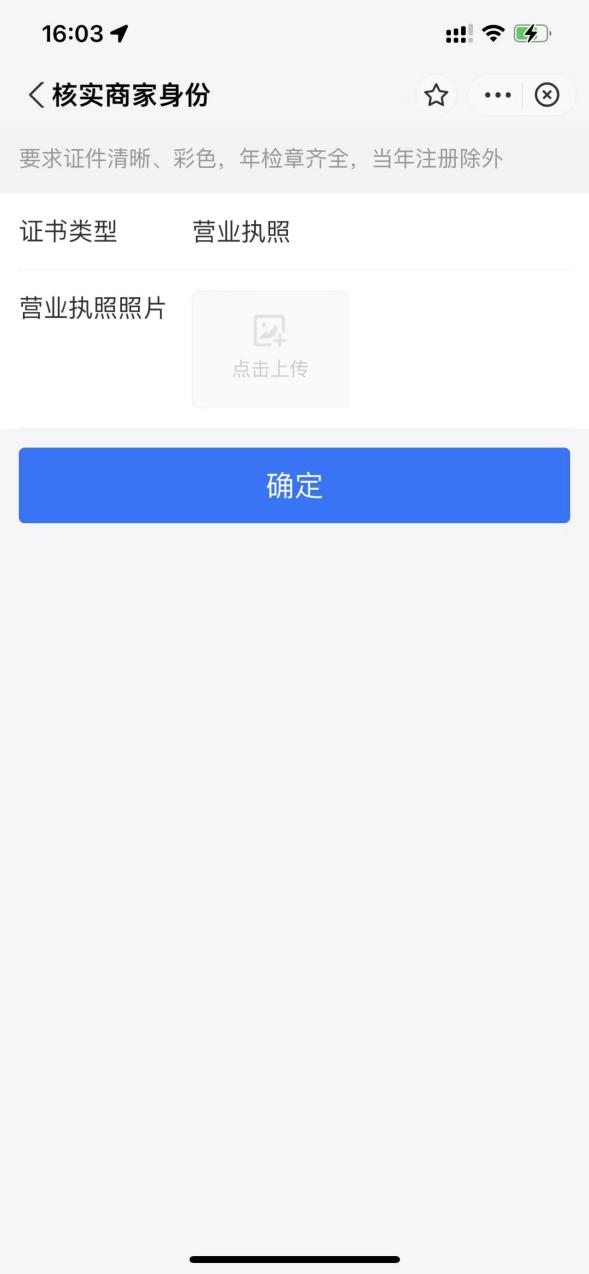 16:03
核实商家身份
要求证件清晰、彩色，年检章齐全，当年注册除外
证书类型 营业执照
营业执照照片
点击上传
确定